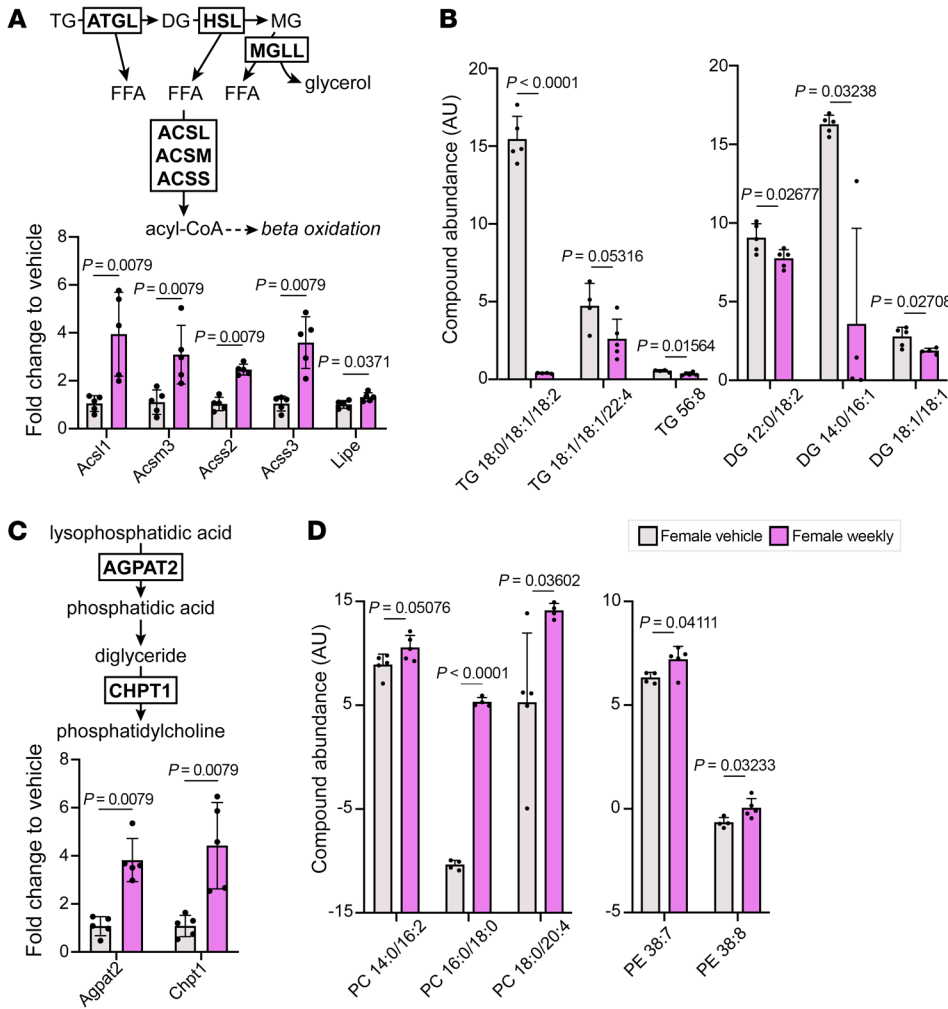 A
TG ATGL DG HSL MG
MGLL
glycerol
FFA FFA FFA
ACSL
ACSM
ACSS
acyl-CoA beta oxidation
Fold change to vehicle
8
6
4
2
0
P = 0.0079
P = 0.0079
P = 0.0079
P = 0.0079
P = 0.0371
Acsl1
Acsm3
Acss2
Acss3
Lipe
B
Compound abundance (AU)
20
15
10
5
0
P < 0.0001
P = 0.05316
P = 0.01564
TG 18:0/18:1/18:2
TG 18:1/18:1/22:4
TG 56:8
20
15
10
5
0
P = 0.02677
P = 0.03238
P = 0.02708
DG 12:0/18:2
DG 14:0/16:1
DG 18:1/18:1
C
lysophosphatidic acid
AGPAT2
phosphatidic acid
diglyceride
CHPT1
phosphatidylcholine
Fold change to vehicle
8
6
4
2
0
P = 0.0079
P = 0.0079
Agpat2
Chpt1
D
Female vehicle
Female weekly
Compound abundance (AU)
15
5
-5
-15
P = 0.05076
P < 0.0001
P = 0.03602
PC 14:0/16:2
PC 16:0/18:0
PC 18:0/20:4
10
5
0
-5
P = 0.04111
P = 0.03233
PE 38:7
PE 38:8